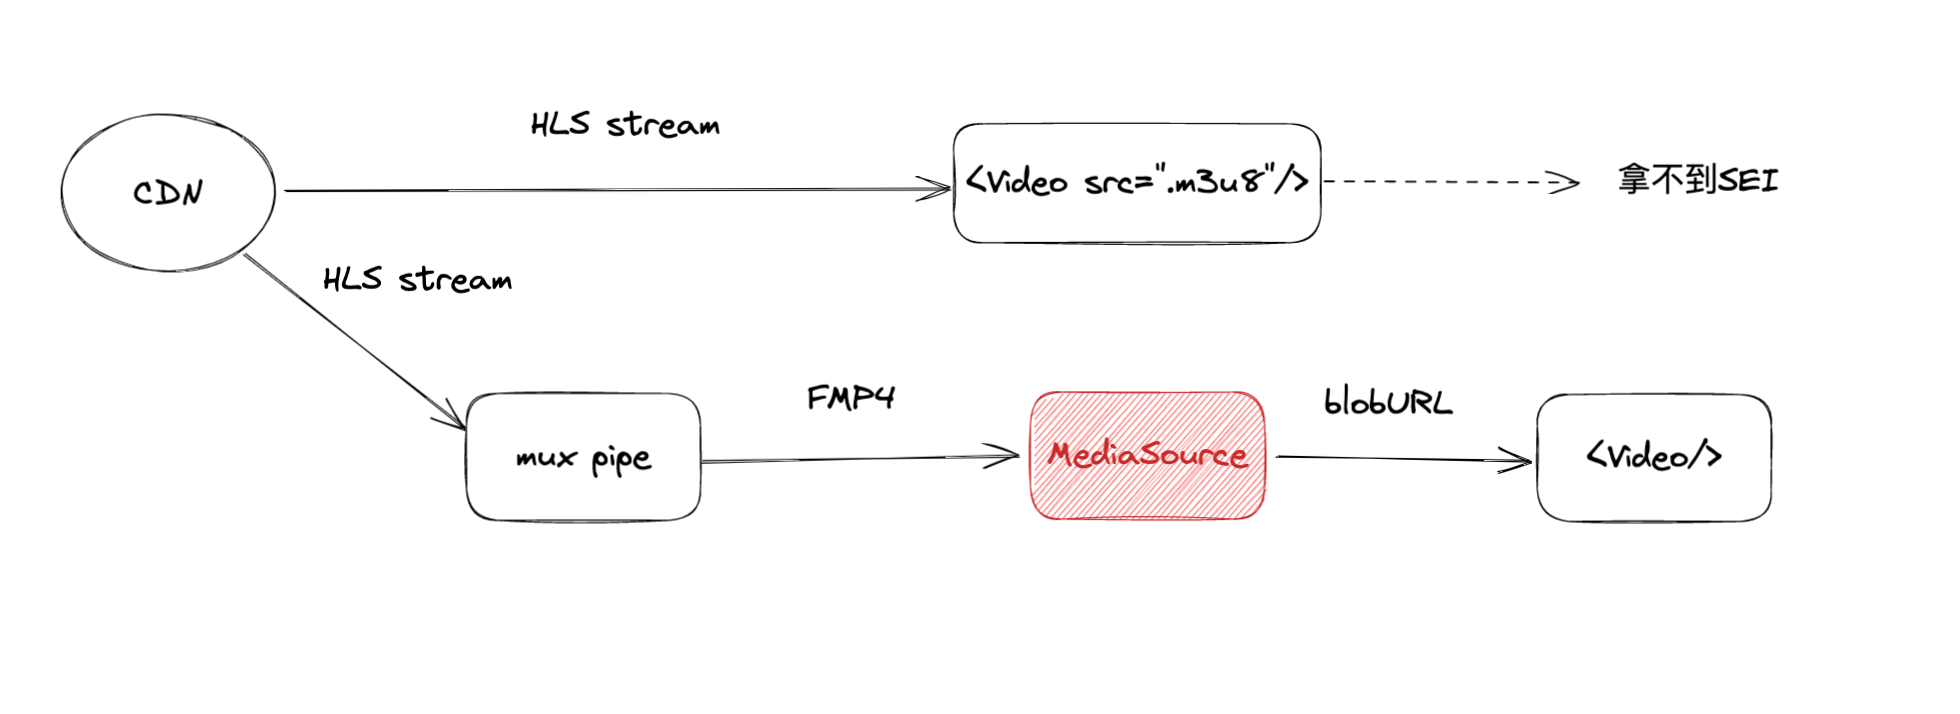 HLS stream
CDN
<Video src=".m3u8"/>
拿不到SEI
HLS stream
FMP4
blobURL
mux pipe
MediaSource
<Video/>